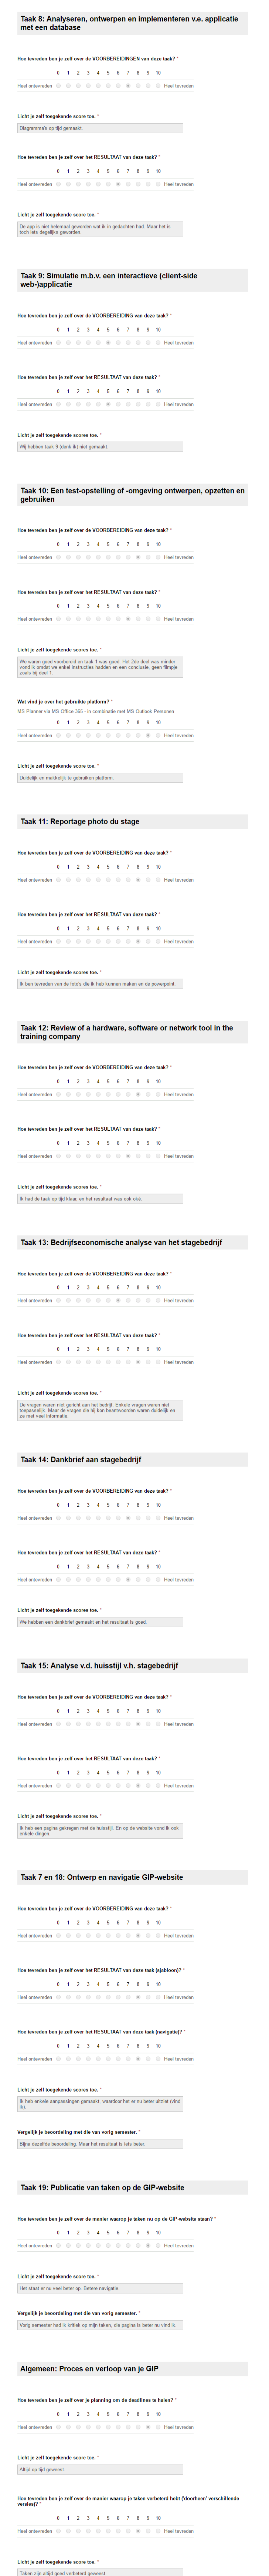 Taak 8: Analyseren, ontwerpen en implementeren v.e. applicatie
met een database
Hoe tevreden ben je zelf over de VOORBEREIDINGEN van deze taak? *
0 1 2 3 4 5 6 7 8 9 10
Heel ontevreden Heel tevreden
Licht je zelf toegekende score toe. *
Diagramma's op tijd gemaakt.
Hoe tevreden ben je zelf over het RESULTAAT van deze taak? *
0 1 2 3 4 5 6 7 8 9 10
Heel ontevreden Heel tevreden
Licht je zelf toegekende score toe. *
De app is niet helemaal geworden wat ik in gedachten had. Maar het is
toch iets degelijks geworden.
Taak 9: Simulatie m.b.v. een interactieve (client-side
web-)applicatie
Hoe tevreden ben je zelf over de VOORBEREIDING van deze taak? *
0 1 2 3 4 5 6 7 8 9 10
Heel ontevreden Heel tevreden
Hoe tevreden ben je zelf over het RESULTAAT van deze taak? *
0 1 2 3 4 5 6 7 8 9 10
Heel ontevreden Heel tevreden
Licht je zelf toegekende scores toe. *
Wij hebben taak 9 (denk ik) niet gemaakt.
Taak 10: Een test-opstelling of -omgeving ontwerpen, opzetten en
gebruiken
Hoe tevreden ben je zelf over de VOORBEREIDING van deze taak? *
0 1 2 3 4 5 6 7 8 9 10
Heel ontevreden Heel tevreden
Hoe tevreden ben je zelf over het RESULTAAT van deze taak? *
0 1 2 3 4 5 6 7 8 9 10
Heel ontevreden Heel tevreden
Licht je zelf toegekende scores toe. *
We waren goed voorbereid en taak 1 was goed. Het 2de deel was minder
vond ik omdat we enkel instructies hadden en een conclusie, geen filmpje
zoals bij deel 1.
Wat vind je over het gebruikte platform? *
MS Planner via MS Office 365 - in combinatie met MS Outlook Personen
0 1 2 3 4 5 6 7 8 9 10
Heel ontevreden Heel tevreden
Licht je zelf toegekende score toe. *
Duidelijk en makkelijk te gebruiken platform.
Taak 11: Reportage photo du stage
Hoe tevreden ben je zelf over de VOORBEREIDING van deze taak? *
0 1 2 3 4 5 6 7 8 9 10
Heel ontevreden Heel tevreden
Hoe tevreden ben je zelf over het RESULTAAT van deze taak? *
0 1 2 3 4 5 6 7 8 9 10
Heel ontevreden Heel tevreden
Licht je zelf toegekende scores toe. *
Ik ben tevreden van de foto's die ik heb kunnen maken en de powerpoint.
Taak 12: Review of a hardware, software or network tool in the
training company
Hoe tevreden ben je zelf over de VOORBEREIDING van deze taak? *
0 1 2 3 4 5 6 7 8 9 10
Heel ontevreden Heel tevreden
Hoe tevreden ben je zelf over het RESULTAAT van deze taak? *
0 1 2 3 4 5 6 7 8 9 10
Heel ontevreden Heel tevreden
Licht je zelf toegekende scores toe. *
Ik had de taak op tijd klaar, en het resultaat was ook oké.
Taak 13: Bedrijfseconomische analyse van het stagebedrijf
Hoe tevreden ben je zelf over de VOORBEREIDING van deze taak? *
0 1 2 3 4 5 6 7 8 9 10
Heel ontevreden Heel tevreden
Hoe tevreden ben je zelf over het RESULTAAT van deze taak? *
0 1 2 3 4 5 6 7 8 9 10
Heel ontevreden Heel tevreden
Licht je zelf toegekende scores toe. *
De vragen waren niet gericht aan het bedrijf. Enkele vragen waren niet
toepasselijk. Maar de vragen die hij kon beantwoorden waren duidelijk en
ze met veel informatie.
Taak 14: Dankbrief aan stagebedrijf
Hoe tevreden ben je zelf over de VOORBEREIDING van deze taak? *
0 1 2 3 4 5 6 7 8 9 10
Heel ontevreden Heel tevreden
Hoe tevreden ben je zelf over het RESULTAAT van deze taak? *
0 1 2 3 4 5 6 7 8 9 10
Heel ontevreden Heel tevreden
Licht je zelf toegekende scores toe. *
We hebben een dankbrief gemaakt en het resultaat is goed.
Taak 15: Analyse v.d. huisstijl v.h. stagebedrijf
Hoe tevreden ben je zelf over de VOORBEREIDING van deze taak? *
0 1 2 3 4 5 6 7 8 9 10
Heel ontevreden Heel tevreden
Hoe tevreden ben je zelf over het RESULTAAT van deze taak? *
0 1 2 3 4 5 6 7 8 9 10
Heel ontevreden Heel tevreden
Licht je zelf toegekende scores toe. *
Ik heb een pagina gekregen met de huisstijl. En op de website vond ik ook
enkele dingen.
Taak 7 en 18: Ontwerp en navigatie GIP-website
Hoe tevreden ben je zelf over de VOORBEREIDING van deze taak? *
0 1 2 3 4 5 6 7 8 9 10
Heel ontevreden Heel tevreden
Hoe tevreden ben je zelf over het RESULTAAT van deze taak (sjabloon)? *
0 1 2 3 4 5 6 7 8 9 10
Heel ontevreden Heel tevreden
Hoe tevreden ben je zelf over het RESULTAAT van deze taak (navigatie)? *
0 1 2 3 4 5 6 7 8 9 10
Heel ontevreden Heel tevreden
Licht je zelf toegekende scores toe. *
Ik heb enkele aanpassingen gemaakt, waardoor het er nu beter uitziet (vind
ik).
Vergelijk je beoordeling met die van vorig semester. *
Bijna dezelfde beoordeling. Maar het resultaat is iets beter.
Taak 19: Publicatie van taken op de GIP-website
Hoe tevreden ben je zelf over de manier waarop je taken nu op de GIP-website staan? *
0 1 2 3 4 5 6 7 8 9 10
Heel ontevreden Heel tevreden
Licht je zelf toegekende score toe. *
Het staat er nu veel beter op. Betere navigatie.
Vergelijk je beoordeling met die van vorig semester. *
Vorig semester had ik kritiek op mijn taken, die pagina is beter nu vind ik.
Algemeen: Proces en verloop van je GIP
Hoe tevreden ben je zelf over je planning om de deadlines te halen? *
0 1 2 3 4 5 6 7 8 9 10
Heel ontevreden Heel tevreden
Licht je zelf toegekende score toe. *
Altijd op tijd geweest.
Hoe tevreden ben je zelf over de manier waarop je taken verbeterd hebt ('doorheen' verschillende
versies)? *
0 1 2 3 4 5 6 7 8 9 10
Heel ontevreden Heel tevreden
Licht je zelf toegekende score toe. *
Taken zijn altijd goed verbeterd geweest.